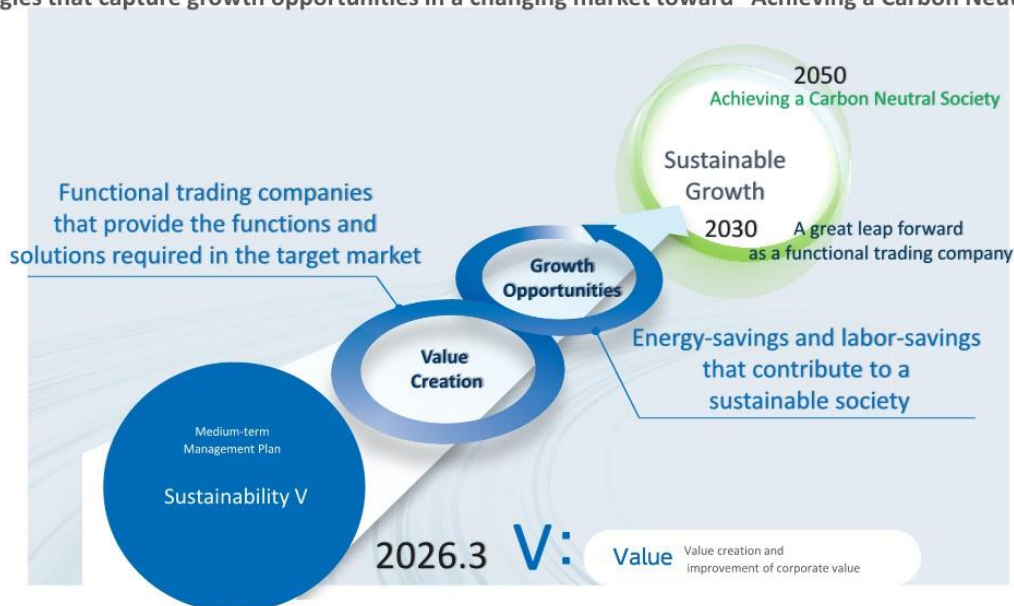 that capture growth opportunities in a changing market toward "Achieving a Carbon
2050
Achieving a Carbon Neutral Society
Sustainable
Growth
2030
A great leap forward
as a functional trading company
Functional trading companies
that provide the functions and
solutions required in the target market
Growth
Opportunities
Value
Creation
Energy-savings and labor-savings
that contribute to a
sustainable society
Medium-term
Management Plan
Sustainability V
2026.3
V:
Value
Value creation and
improvement of corporate value